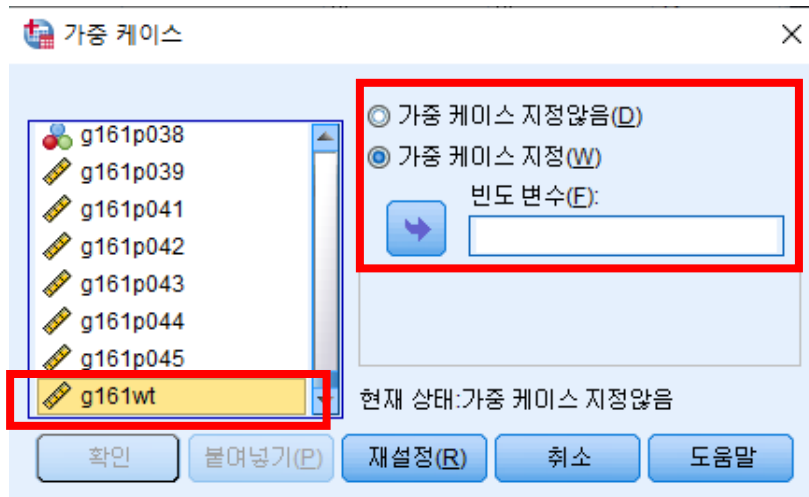 가중 케이스
g161p038
g161p039
g161p041
g161p042
g161p043
g161p044
g161p045
g161wt
가중 케이스 지정않음(D)
가중 케이스 지정(W)
빈도 변수(F):
현재 상태:가중 케이스 지정않음
확인 붙여넣기(P) 재설정(R) 취소 도움말